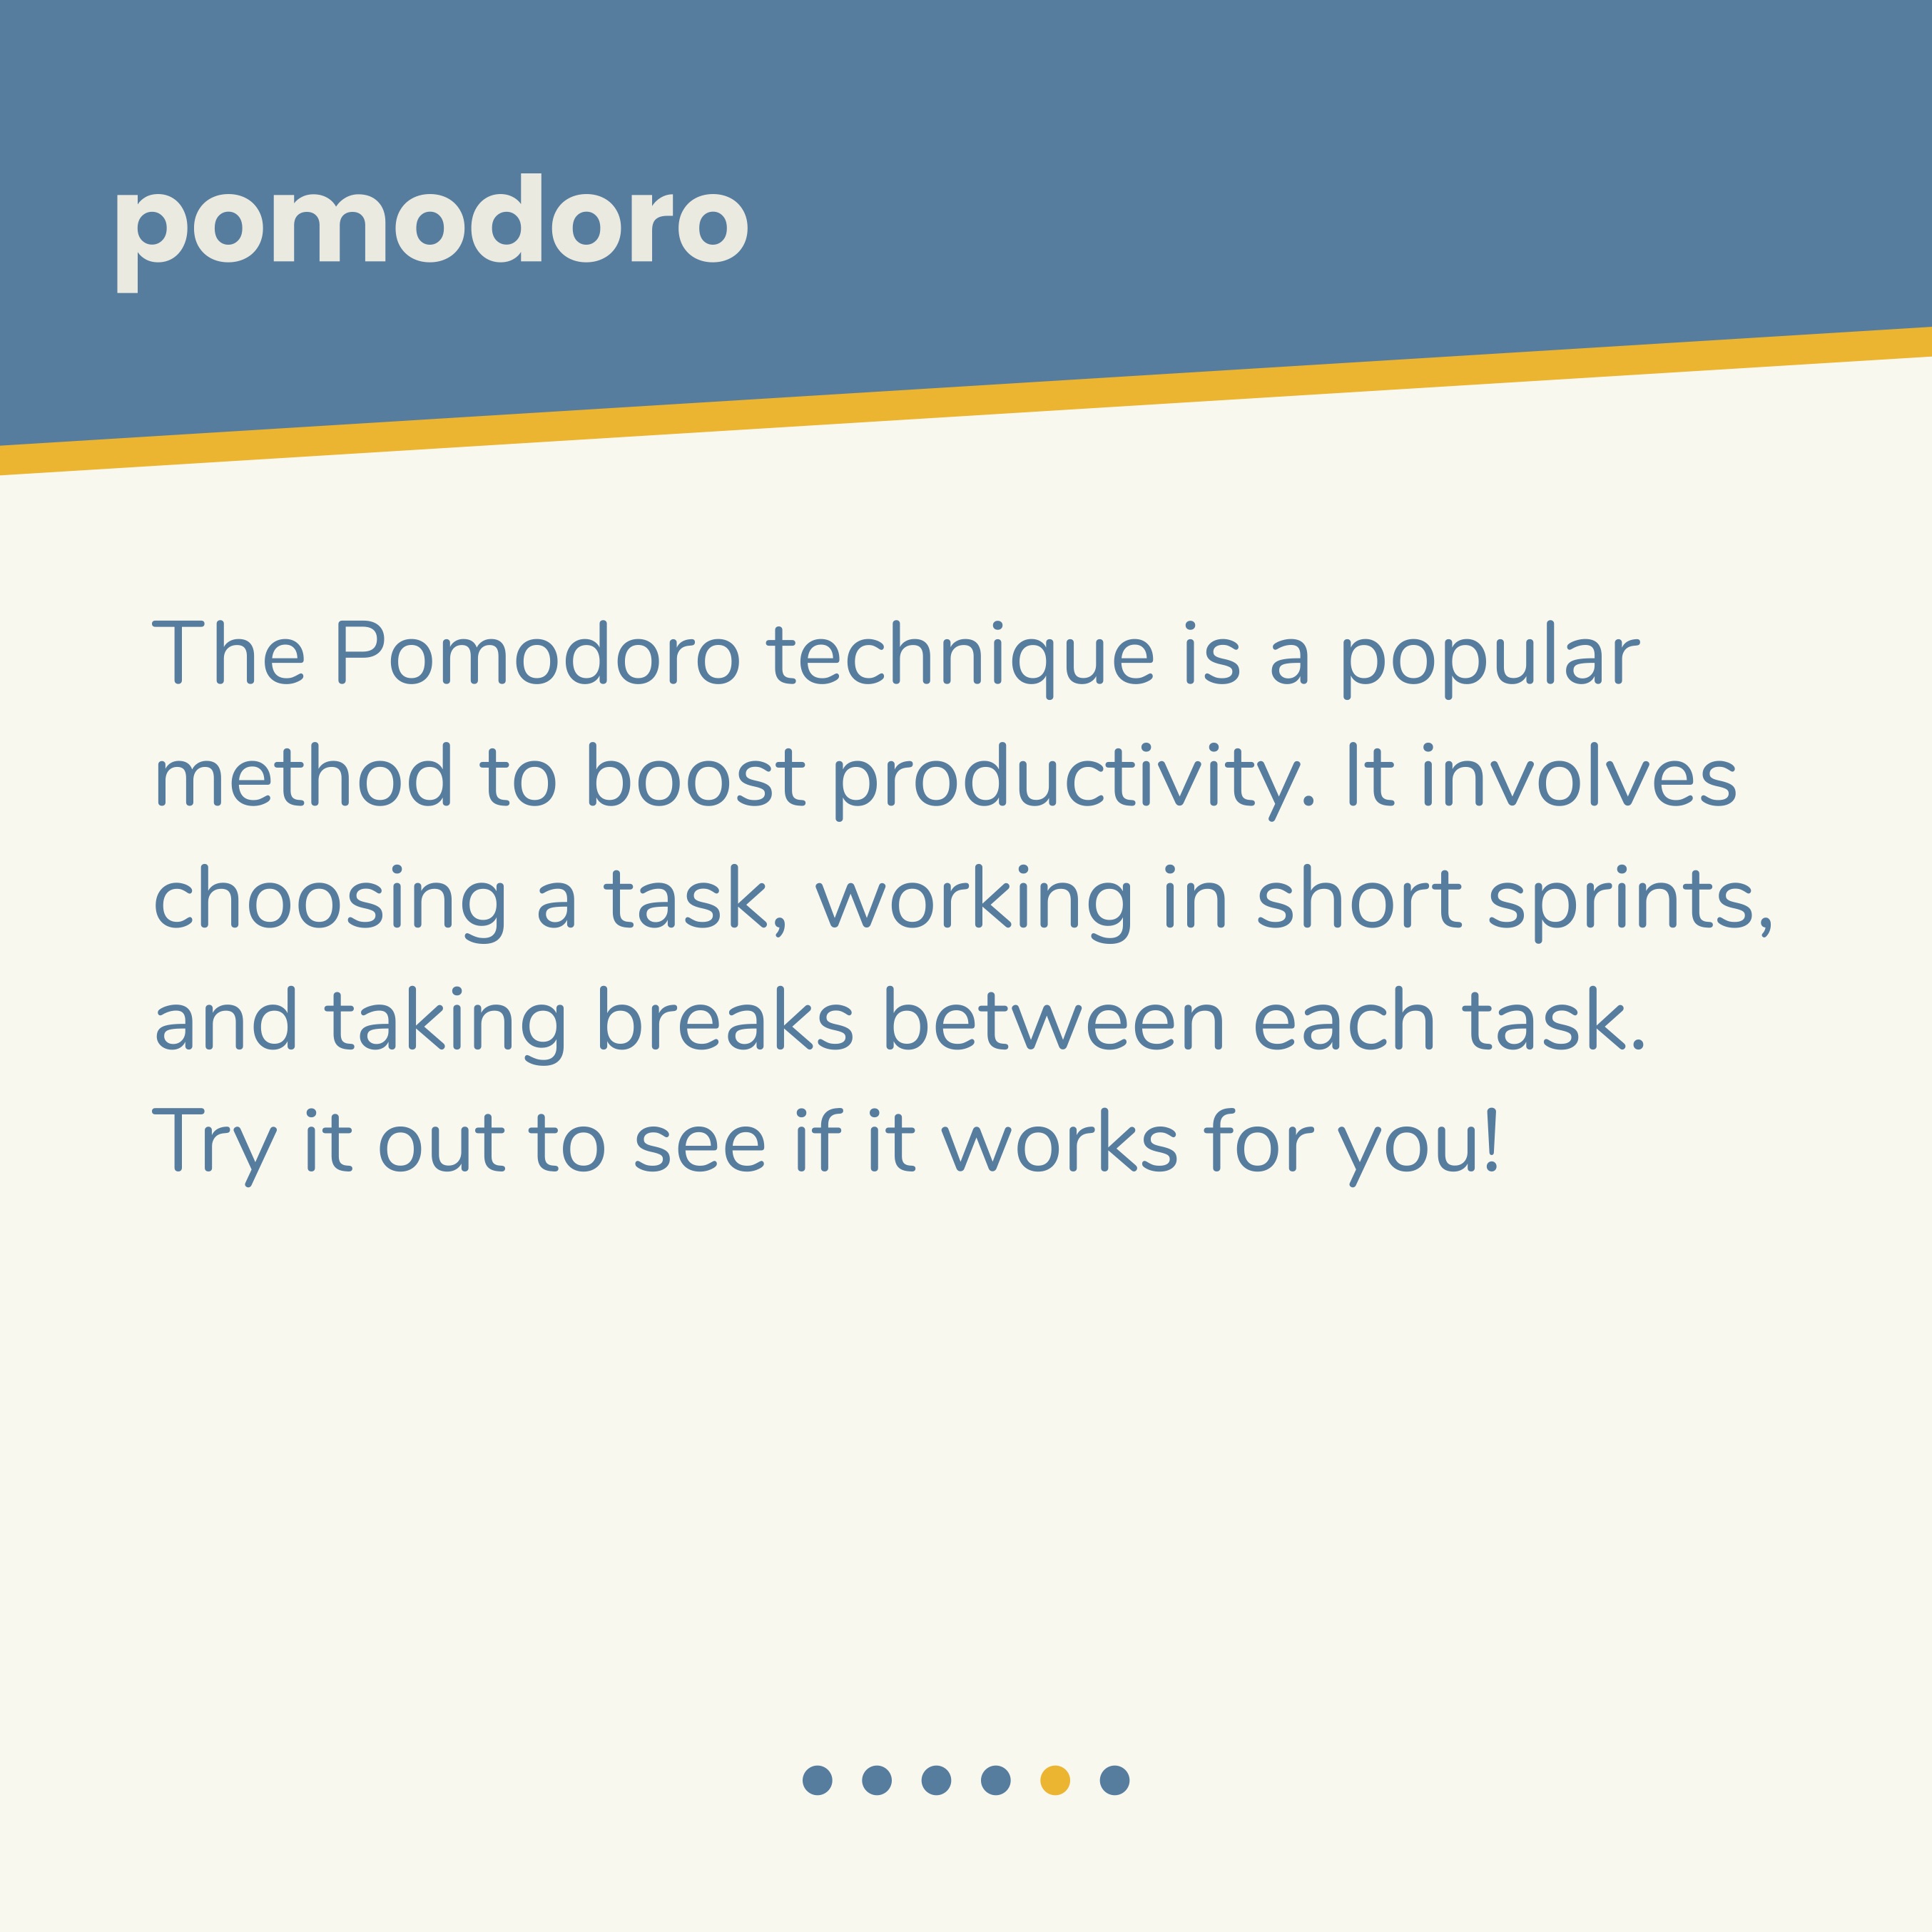 pomodoro
The Pomodoro technique is a popular
method to boost productivity. It involves
choosing a task, working in short sprints,
and taking breaks between each task.
Try it out to see if it works for you!